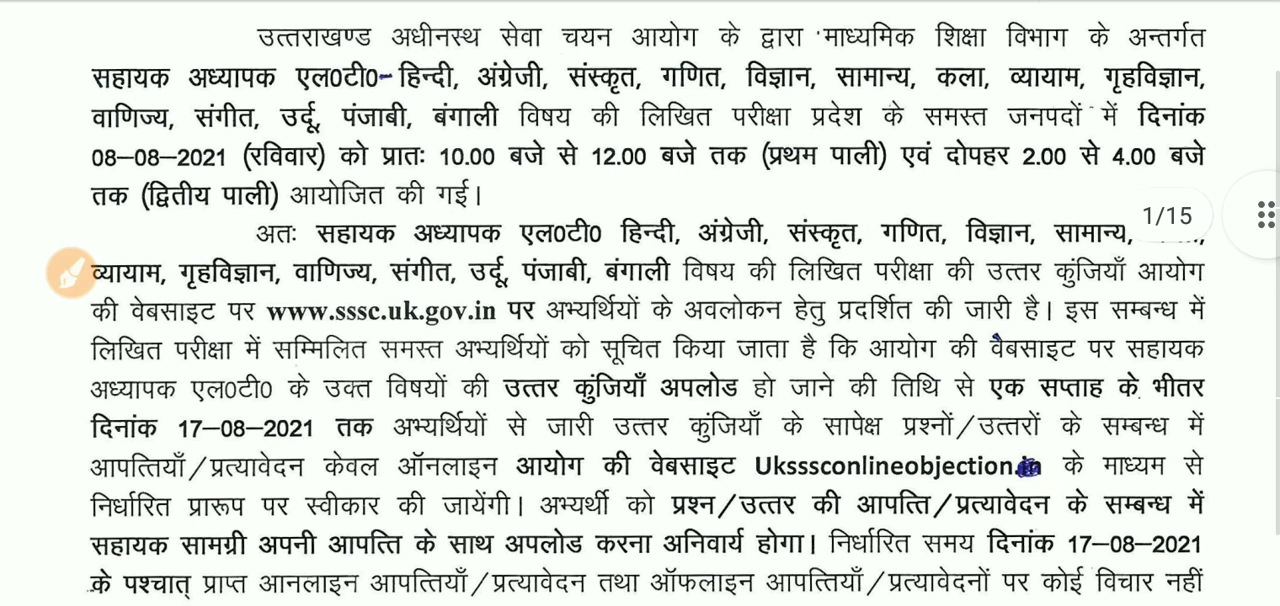 उत्तराखण्ड अधीनस्थ सेवा चयन आयोग के द्वारा माध्यमिक शिक्षा विभाग के अन्तर्गत
सहायक अध्यापक एल0टी0-हिन्दी, अंग्रेजी, संस्कृत, गणित, विज्ञान, सामान्य, कला, व्यायाम, गृहविज्ञान,
वाणिज्य, संगीत, उर्दू, पंजाबी, बंगाली विषय की लिखित परीक्षा प्रदेश के समस्त जनपदों में दिनांक
08–08–2021 (रविवार) को प्रातः 10.00 बजे से 12.00 बजे तक (प्रथम पाली) एवं दोपहर 2.00 से 4.00 बजे
तक (द्वितीय पाली) आयोजित की गई।
1/15
अतः सहायक अध्यापक एल0टी0 हिन्दी, अंग्रेजी, संस्कृत, गणित, विज्ञान, सामान्य,
व्यायाम, गृहविज्ञान, वाणिज्य, संगीत, उर्दू, पंजाबी, बंगाली विषय की लिखित परीक्षा की उत्तर कुंजियाँ आयोग
की वेबसाइट पर www.sssc.uk.gov.in पर अभ्यर्थियों के अवलोकन हेतु प्रदर्शित की जारी है। इस सम्बन्ध में
लिखित परीक्षा में सम्मिलित समस्त अभ्यर्थियों को सूचित किया जाता है कि आयोग की वेबसाइट पर सहायक
अध्यापक एल0टी0 के उक्त विषयों की उत्तर कुंजियाँ अपलोड हो जाने की तिथि से एक सप्ताह के भीतर
दिनांक 17–08–2021 तक अभ्यर्थियों से जारी उत्तर कुंजियाँ के सापेक्ष प्रश्नों/उत्तरों के सम्बन्ध में
आपत्तियाँ/प्रत्यावेदन केवल ऑनलाइन आयोग की वेबसाइट Uksssconlineobjection.in के माध्यम से
निर्धारित प्रारूप पर स्वीकार की जायेंगी। अभ्यर्थी को प्रश्न/उत्तर की आपत्ति/प्रत्यावेदन के सम्बन्ध में
सहायक सामग्री अपनी आपत्ति के साथ अपलोड करना अनिवार्य होगा। निर्धारित समय दिनांक 17–08–2021
के पश्चात् प्राप्त आनलाइन आपत्तियाँ/प्रत्यावेदन तथा ऑफलाइन आपत्तियाँ/प्रत्यावेदनों पर कोई विचार नहीं